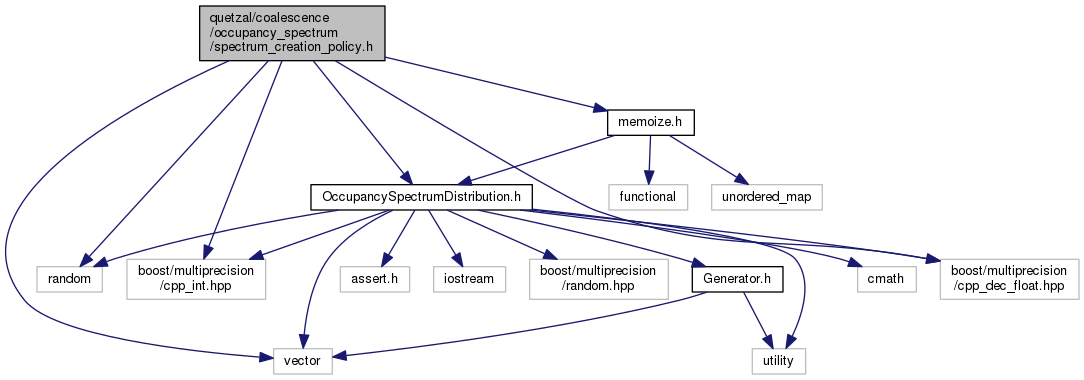 quetzal/coalescence
/occupancy_spectrum
/spectrum_creation_policy.h
memoize.h
OccupancySpectrumDistribution.h
functional
unordered_map
random
boost/multiprecision
/cpp_int.hpp
assert.h
iostream
boost/multiprecision
/random.hpp
Generator.h
cmath
boost/multiprecision
/cpp_dec_float.hpp
vector
utility